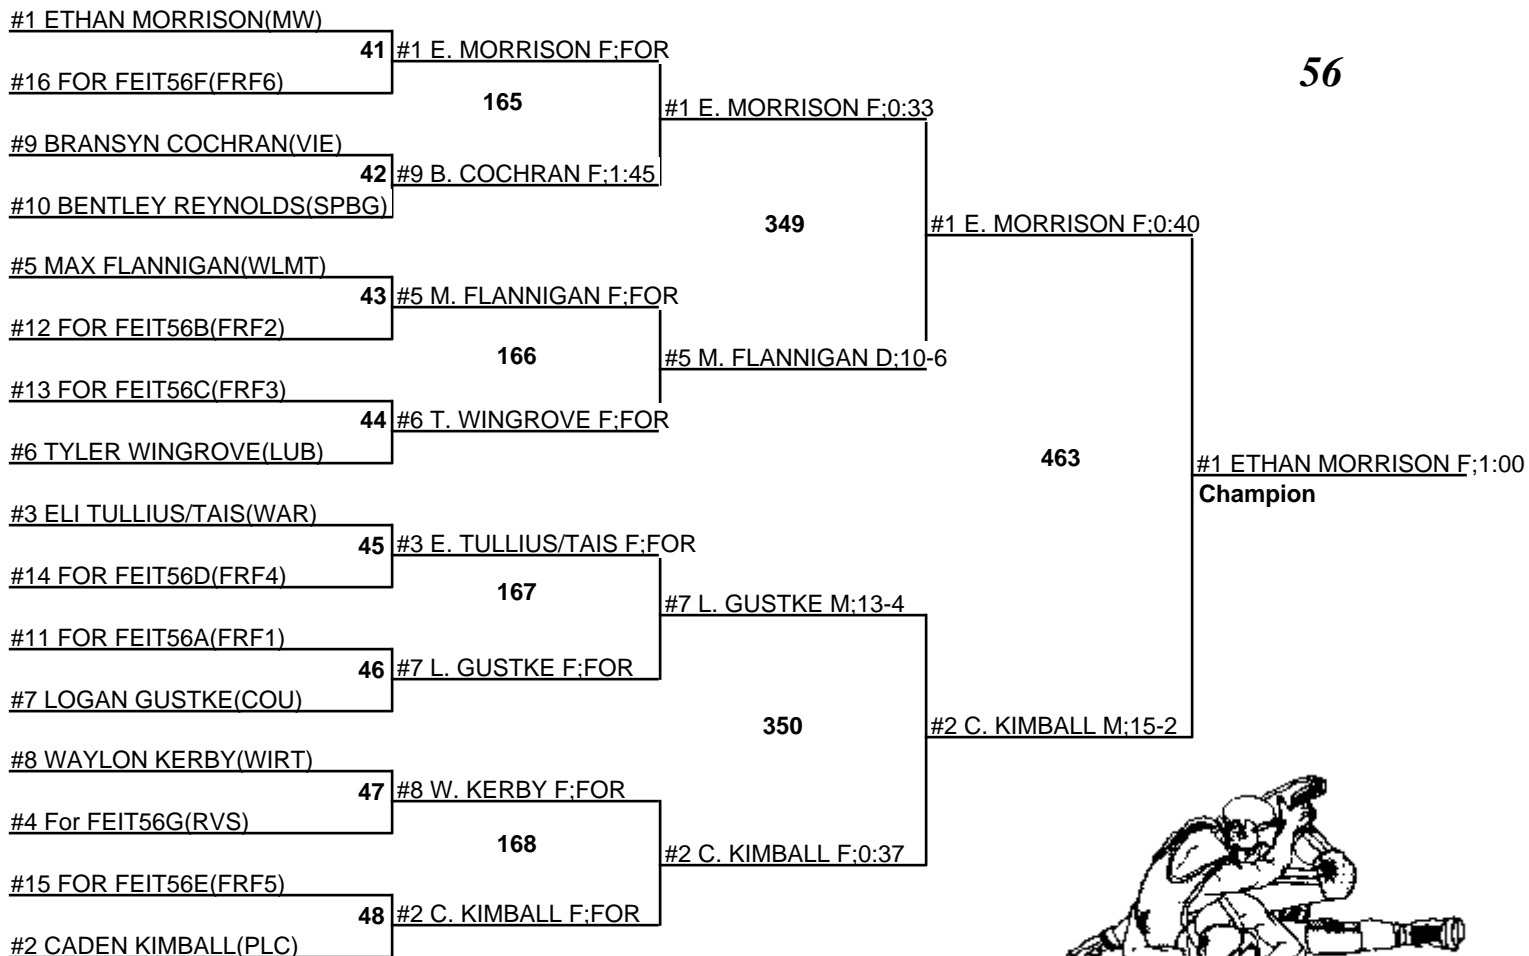 #1 ETHAN MORRISON(MW)
41 #1 E. MORRISON F;FOR
56
#16 FOR FEIT56F(FRF6)
165
#1 E. MORRISON F;0:33
#9 BRANSYN COCHRAN(VIE)
42 #9 B. COCHRAN F;1:45
#10 BENTLEY REYNOLDS(SPBG)
349
#1 E. MORRISON F;0:40
#5 MAX FLANNIGAN(WLMT)
43 #5 M. FLANNIGAN F;FOR
#12 FOR FEIT56B(FRF2)
166
#5 M. FLANNIGAN D;10-6
#13 FOR FEIT56C(FRF3)
44 #6 T. WINGROVE F;FOR
#6 TYLER WINGROVE(LUB)
463
#1 ETHAN MORRISON F;1:00
Champion
#3 ELI TULLIUS/TAIS(WAR)
45 #3 E. TULLIUS/TAIS F;FOR
#14 FOR FEIT56D(FRF4)
167
#7 L. GUSTKE M;13-4
#11 FOR FEIT56A(FRF1)
46 #7 L. GUSTKE F;FOR
#7 LOGAN GUSTKE(COU)
350
#2 C. KIMBALL M;15-2
#8 WAYLON KERBY(WIRT)
47 #8 W. KERBY F;FOR
#4 For FEIT56G(RVS)
168
#2 C. KIMBALL F;0:37
#15 FOR FEIT56E(FRF5)
48 #2 C. KIMBALL F;FOR
#2 CADEN KIMBALL(PLC)